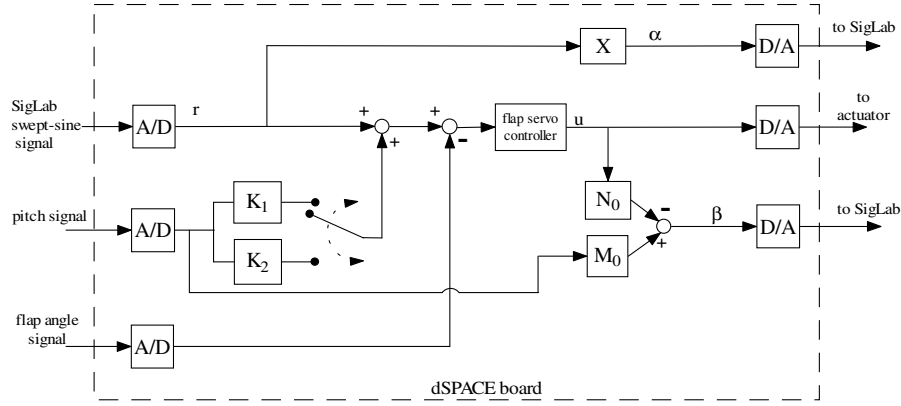 to SigLab
X
α
D/A
SigLab
swept-sine
signal
A/D
r
+
+
+
-
flap servo
controller
u
D/A
to
actuator
pitch signal
A/D
K1
K2
N0
M0
-
+
β
D/A
to SigLab
flap angle
signal
A/D
dSPACE board